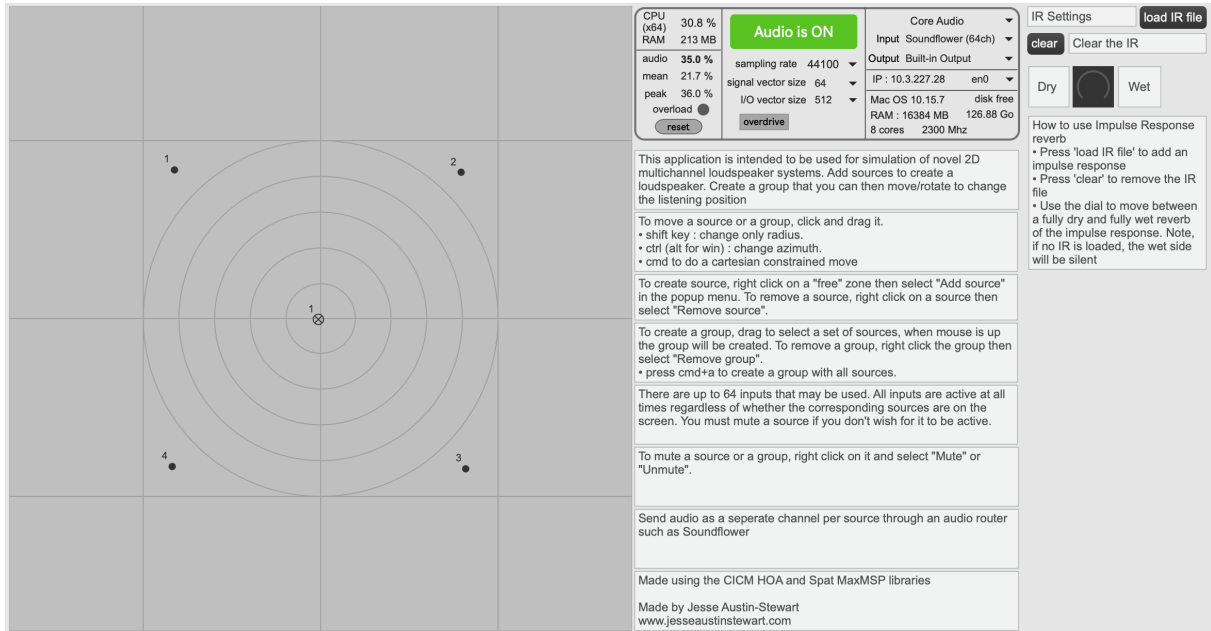 1
2
1
4
3
CPU
(x64)
30.8 %
RAM
213 MB
audio 35.0 %
mean 21.7 %
peak 36.0 %
overload
reset
Audio is ON
sampling rate 44100
signal vector size 64
I/O vector size 512
overdrive
Core Audio
Input Soundflower (64ch)
Output Built-in Output
IP : 10.3.227.28 en0
Mac OS 10.15.7 disk free
RAM : 16384 MB 126.88 Go
8 cores 2300 Mhz
This application is intended to be used for simulation of novel 2D
multichannel loudspeaker systems. Add sources to create a
loudspeaker. Create a group that you can then move/rotate to change
the listening position
To move a source or a group, click and drag it.
• shift key : change only radius.
• ctrl (alt for win) : change azimuth.
• cmd to do a cartesian constrained move
To create source, right click on a "free" zone then select "Add source"
in the popup menu. To remove a source, right click on a source then
select "Remove source".
To create a group, drag to select a set of sources, when mouse is up
the group will be created. To remove a group, right click the group then
select "Remove group".
• press cmd+a to create a group with all sources.
There are up to 64 inputs that may be used. All inputs are active at all
times regardless of whether the corresponding sources are on the
screen. You must mute a source if you don't wish for it to be active.
To mute a source or a group, right click on it and select "Mute" or
"Unmute".
Send audio as a seperate channel per source through an audio router
such as Soundflower
Made using the CICM HOA and Spat MaxMSP libraries
Made by Jesse Austin-Stewart
www.jesseaustinstewart.com
IR Settings
load IR file
clear
Clear the IR
Dry
Wet
How to use Impulse Response
reverb
• Press 'load IR file' to add an
impulse response
• Press 'clear' to remove the IR
file
• Use the dial to move between
a fully dry and fully wet reverb
of the impulse response. Note,
if no IR is loaded, the wet side
will be silent